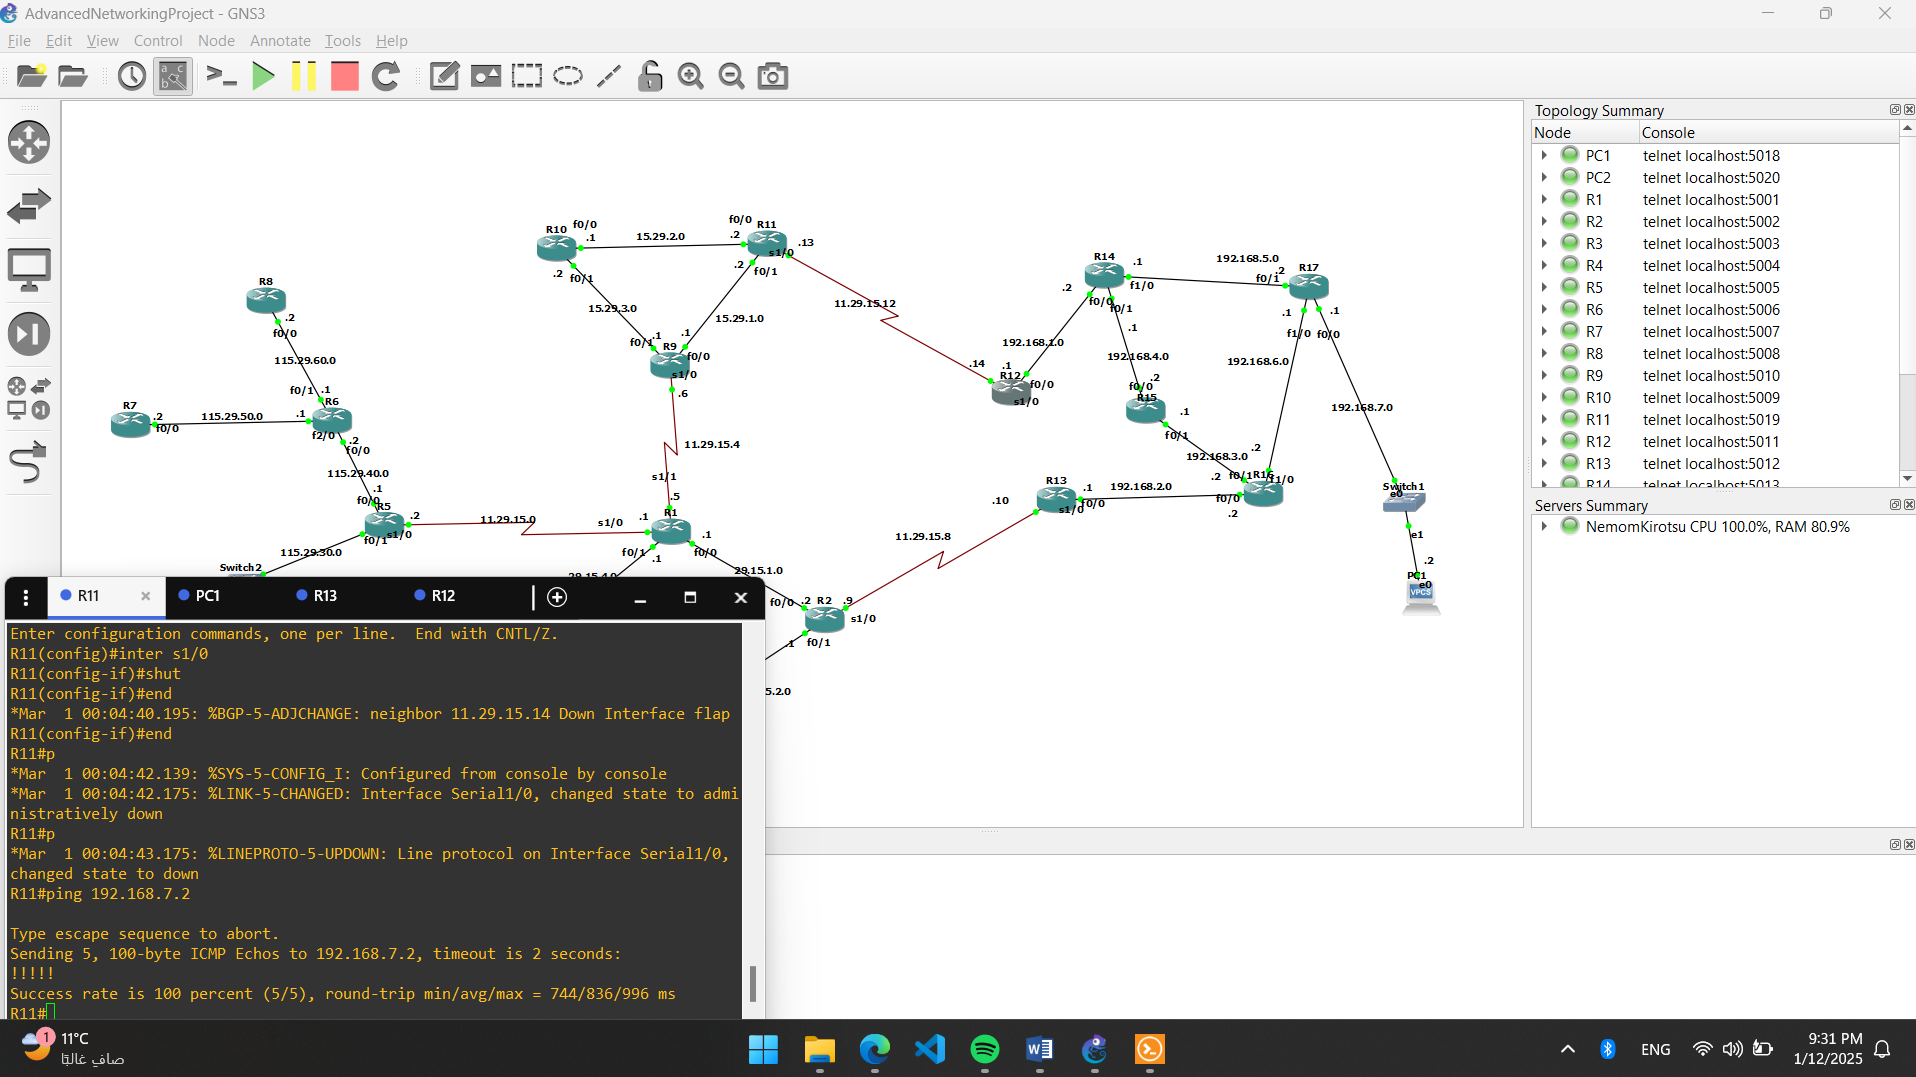 AdvancedNetworkingProject - GNS3
File Edit View Control Node Annotate Tools Help
Topology Summary
Node Console
PC1 telnet localhost:5018
PC2 telnet localhost:5020
R1 telnet localhost:5001
R2 telnet localhost:5002
R3 telnet localhost:5003
R4 telnet localhost:5004
R5 telnet localhost:5005
R6 telnet localhost:5006
R7 telnet localhost:5007
R8 telnet localhost:5008
R9 telnet localhost:5010
R10 telnet localhost:5009
R11 telnet localhost:5019
R12 telnet localhost:5011
R13 telnet localhost:5012
R14 telnet localhost:5013
Servers Summary
NemomKirotsu CPU 100.0%, RAM 80.9%
R10 f0/0
.1
15.29.2.0
f0/0 R11
.2
.13
s1/0
.2
f0/1
.2
f0/1
15.29.3.0
15.29.1.0
11.29.15.12
R8
.2
f0/0
115.29.60.0
f0/1 .1
R7
.2
f0/0
115.29.50.0
.1
R6
f2/0
.2
f0/0
115.29.40.0
.1
f0/0
R5
.2
s1/0
f0/1
115.29.30.0
Switch2
11.29.15.0
.1
f0/1
R9
.1
f0/0
s1/0
.6
11.29.15.4
s1/1
.5
s1/0
.1
R1
.1
f0/1
.1
f0/0
29.15.4.0
29.15.1.0
f0/0 .2 R2 .9
s1/0
.1 f0/1
5.2.0
11.29.15.8
.10
R13
.1
s1/0
f0/0
192.168.2.0
R14
.1
f1/0
.2
f0/0
f0/1
192.168.5.0
.2
f0/1
R17
.1
.1
f1/0 f0/0
192.168.1.0
.14
.1
R12
f0/0
s1/0
.1
192.168.4.0
.2
f0/0
R15
.1
f0/1
192.168.3.0
192.168.6.0
.2
.2 f0/1
R16
f1/0
f0/0
.2
192.168.7.0
Switch1
e0
e1
.2
PC1
e0
VPCS
R11 PC1 R13 R12
Enter configuration commands, one per line.  End with CNTL/Z.
R11(config)#inter s1/0
R11(config-if)#shut
R11(config-if)#end
*Mar  1 00:04:40.195: %BGP-5-ADJCHANGE: neighbor 11.29.15.14 Down Interface flap
R11(config-if)#end
R11#p
*Mar  1 00:04:42.139: %SYS-5-CONFIG_I: Configured from console by console
*Mar  1 00:04:42.175: %LINK-5-CHANGED: Interface Serial1/0, changed state to admi
nistratively down
R11#p
*Mar  1 00:04:43.175: %LINEPROTO-5-UPDOWN: Line protocol on Interface Serial1/0,
changed state to down
R11#ping 192.168.7.2
Type escape sequence to abort.
Sending 5, 100-byte ICMP Echos to 192.168.7.2, timeout is 2 seconds:
!!!!!
Success rate is 100 percent (5/5), round-trip min/avg/max = 744/836/996 ms
R11#
1
11°C
صافٍ غالبًا
ENG
9:31 PM
1/12/2025